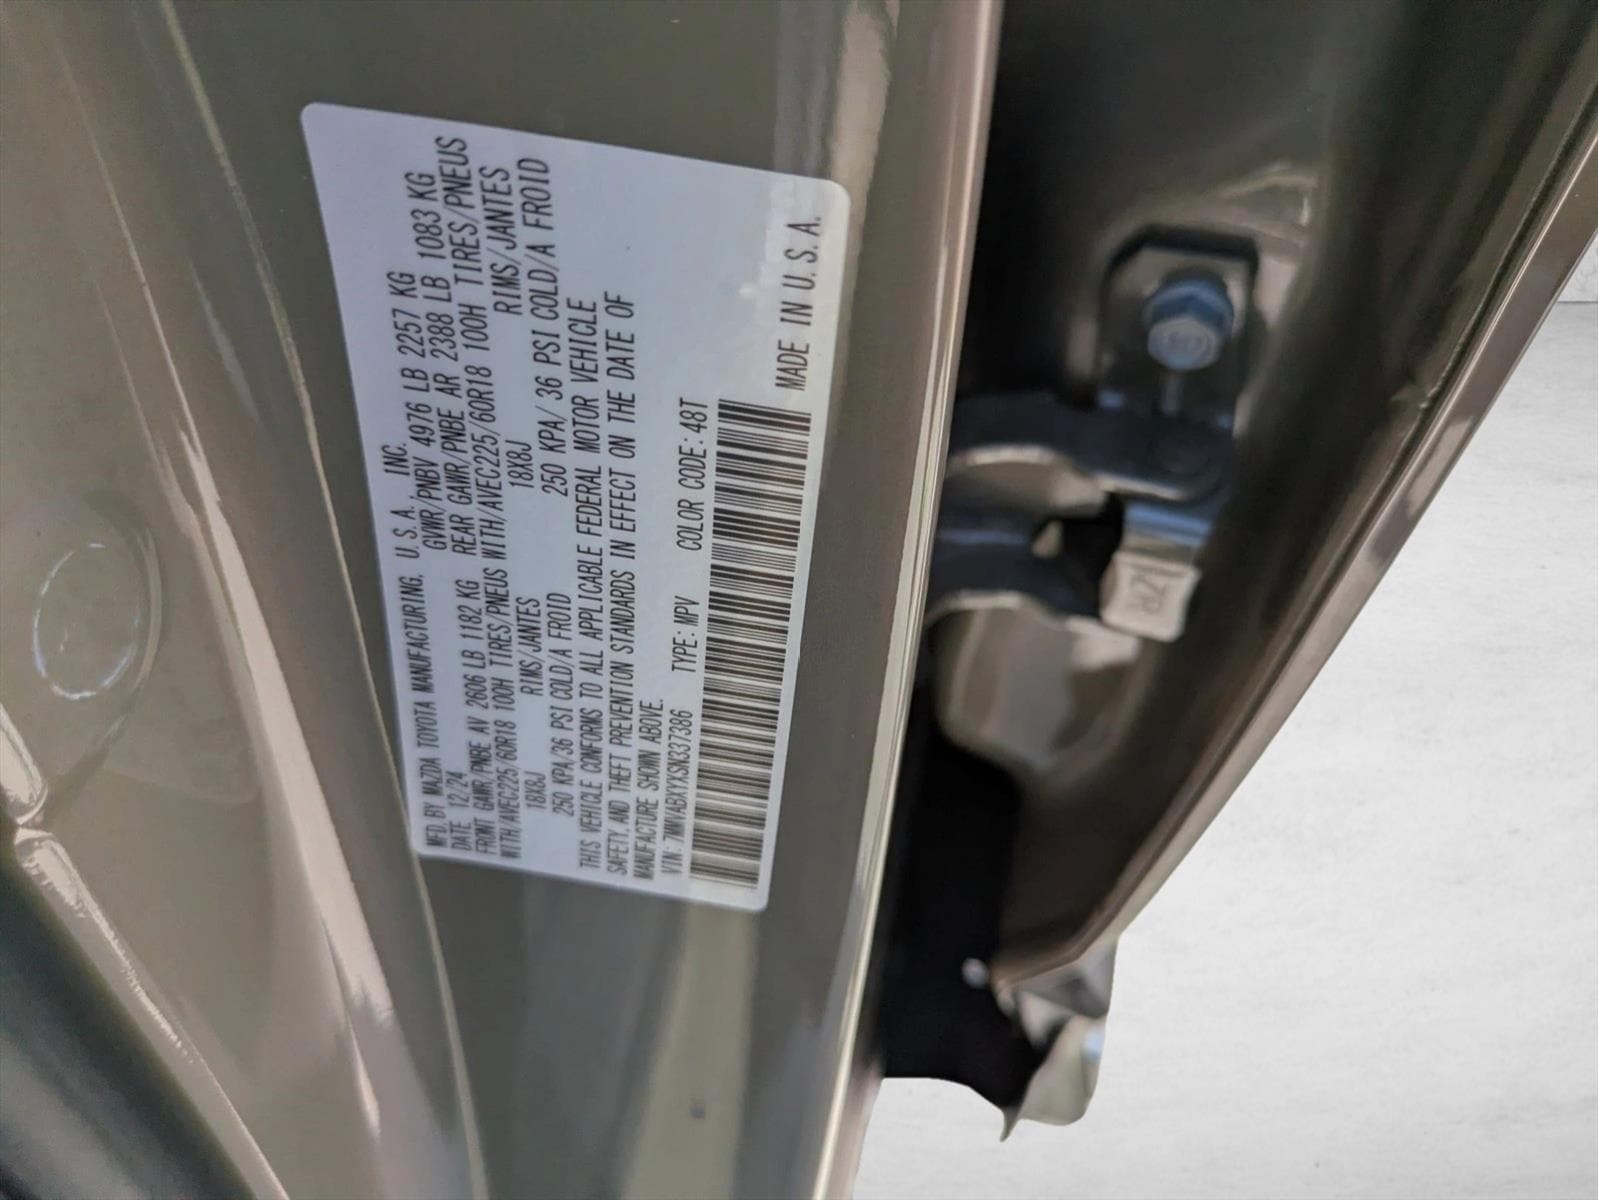 MFD. BY MAZDA TOYOTA MANUFACTURING, U. S. A., INC.
DATE 12/24 GVWR/PNBV 4976 LB 2257 KG
FRONT GAWR/PNBE AV 2606 LB 1182 KG REAR GAWR/PNBE AR 2388 LB 1083 KG
WITH/AVEC225/60R18 100H TIRES/PNEUS WITH/AVEC225/60R18 100H TIRES/PNEUS
18X8J RIMS/JANTES 18X8J RIMS/JANTES
250 KPA/36 PSI COLD/A FROID 250 KPA/ 36 PSI COLD/A FROID
THIS VEHICLE CONFORMS TO ALL APPLICABLE FEDERAL MOTOR VEHICLE
SAFETY, AND THEFT PREVENTION STANDARDS IN EFFECT ON THE DATE OF
MANUFACTURE SHOWN ABOVE.
VIN: 7MMVABXYXSN337386 TYPE: MPV COLOR CODE: 48T
MADE IN U. S. A.